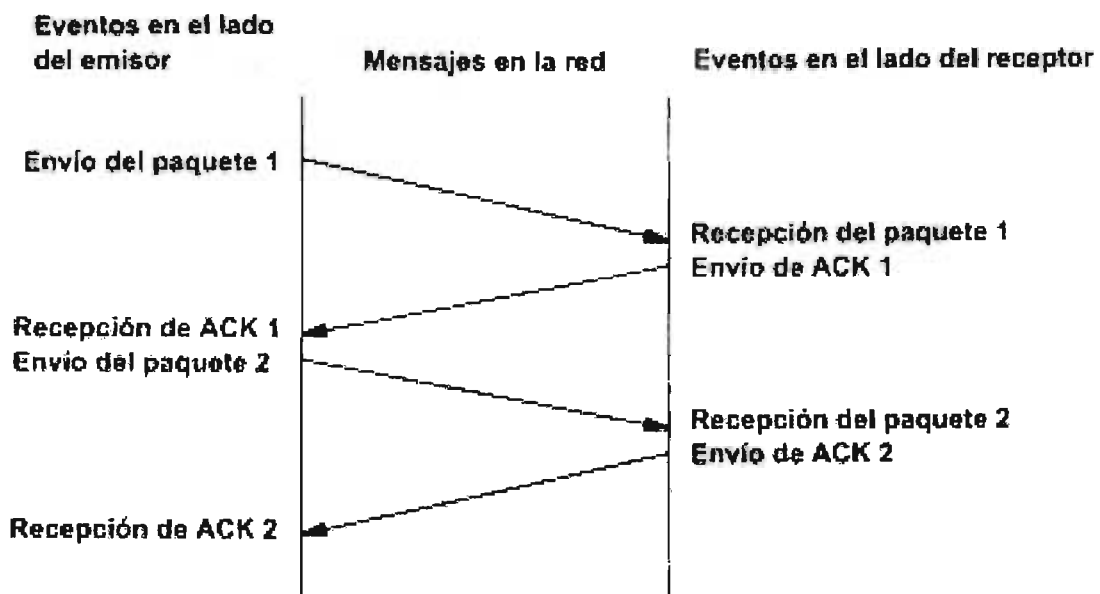 Eventos en el lado
del emisor
Mensajes en la red
Eventos en el lado del receptor
Envío del paquete 1
Recepción del paquete 1
Envío de ACK 1
Recepción de ACK 1
Envío del paquete 2
Recepción del paquete 2
Envío de ACK 2
Recepción de ACK 2